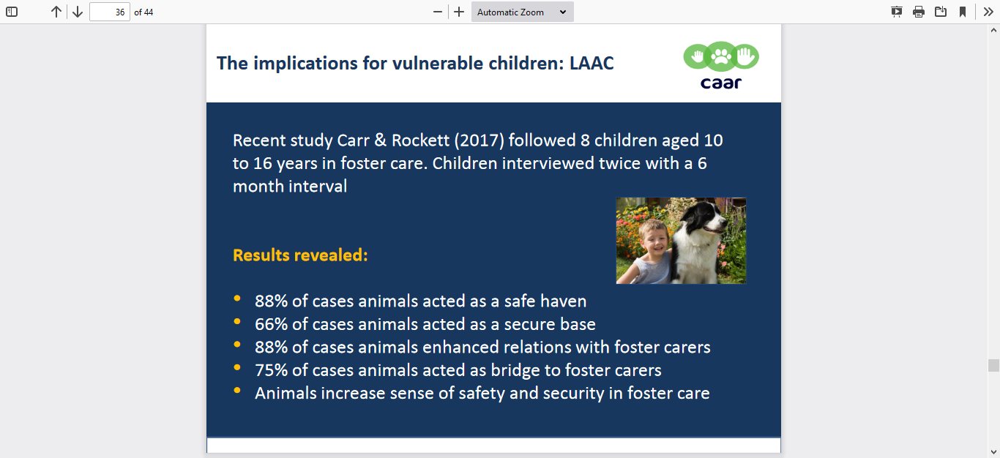 36 of 44
Automatic Zoom
The implications for vulnerable children: LAAC
caar
Recent study Carr & Rockett (2017) followed 8 children aged 10
to 16 years in foster care. Children interviewed twice with a 6
month interval
Results revealed:
• 88% of cases animals acted as a safe haven
• 66% of cases animals acted as a secure base
• 88% of cases animals enhanced relations with foster carers
• 75% of cases animals acted as bridge to foster carers
• Animals increase sense of safety and security in foster care